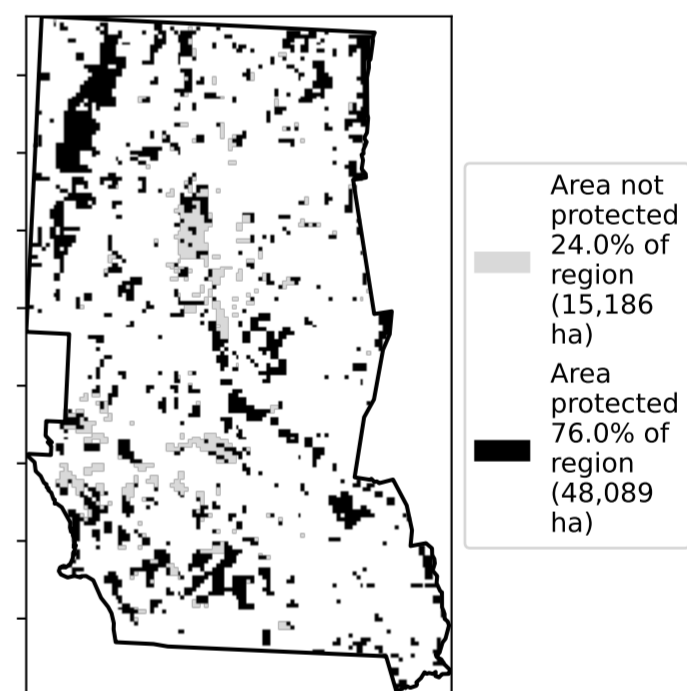 Area not
protected
24.0% of
region
(15,186
ha)
Area
protected
76.0% of
region
(48,089
ha)